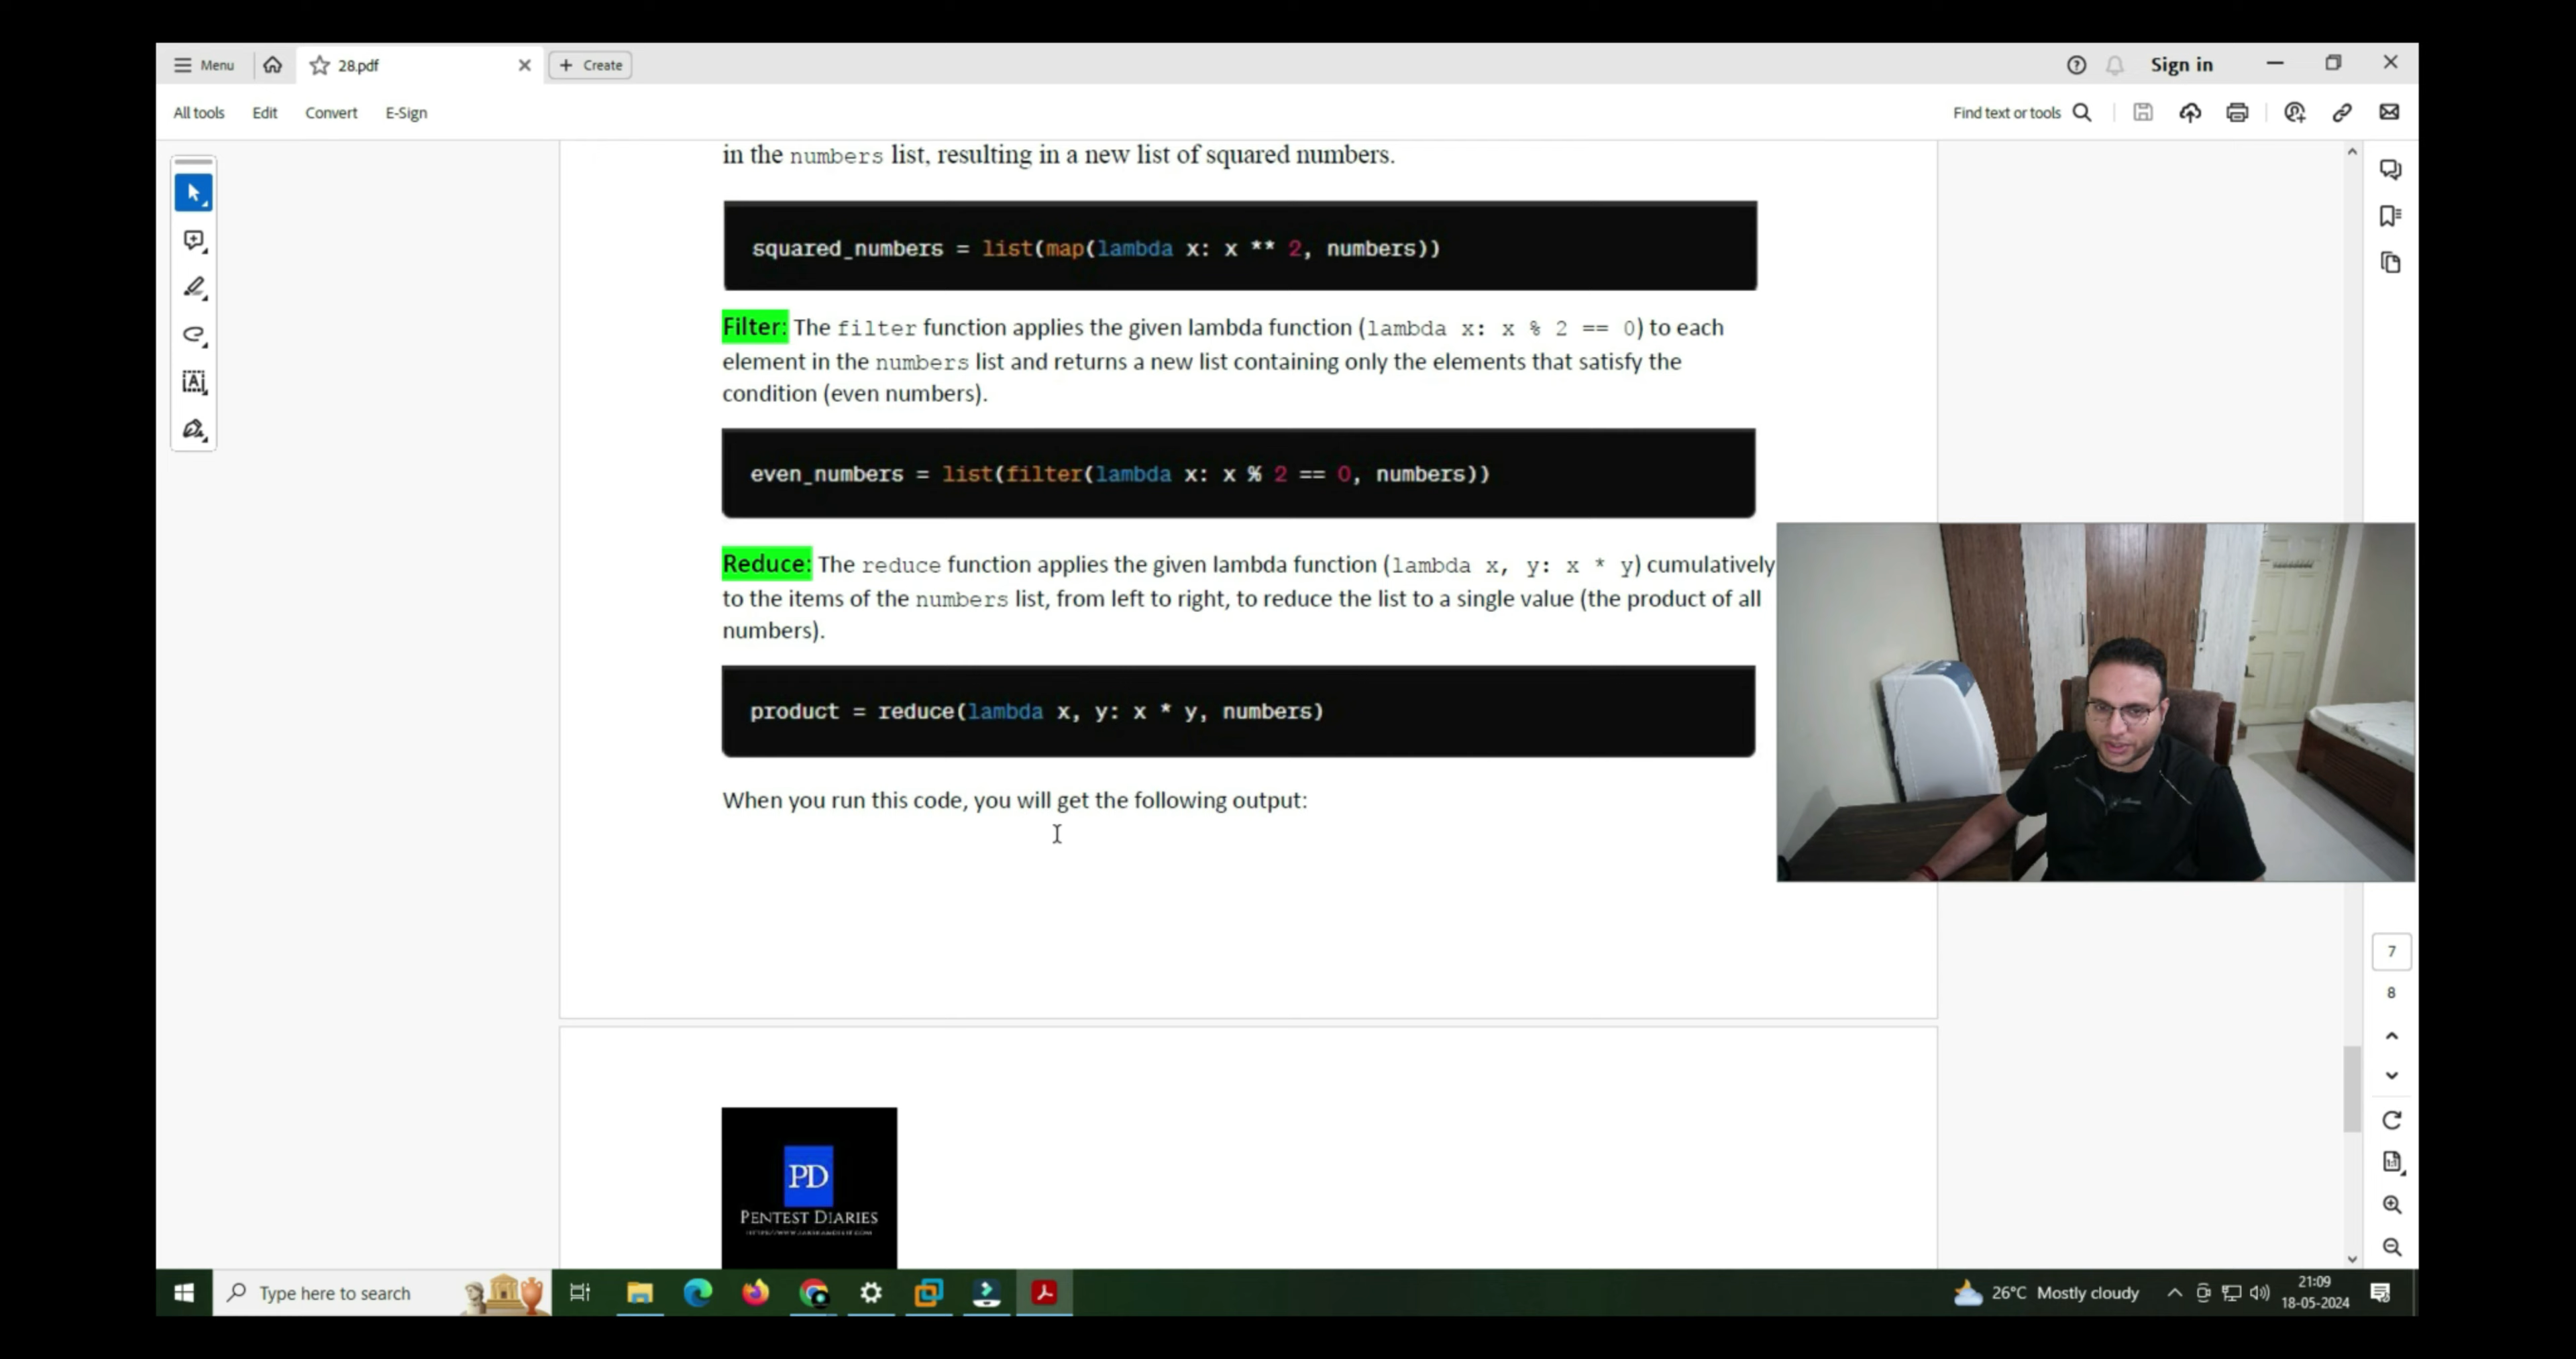 Menu
28.pdf
Create
Sign in
All tools
Edit
Convert
E-Sign
Find text or tools
in the numbers list, resulting in a new list of squared numbers.
squared_numbers = list(map(lambda x: x ** 2, numbers))
Filter: The filter function applies the given lambda function (lambda x: x % 2 == 0) to each
element in the numbers list and returns a new list containing only the elements that satisfy the
condition (even numbers).
even_numbers = list(filter(lambda x: x % 2 == 0, numbers))
Reduce: The reduce function applies the given lambda function (lambda x, y: x * y) cumulatively
to the items of the numbers list, from left to right, to reduce the list to a single value (the product of all
numbers).
product = reduce(lambda x, y: x * y, numbers)
When you run this code, you will get the following output:
7
8
PD
PENTEST DIARIES
Type here to search
26°C Mostly cloudy
21:09
18-05-2024